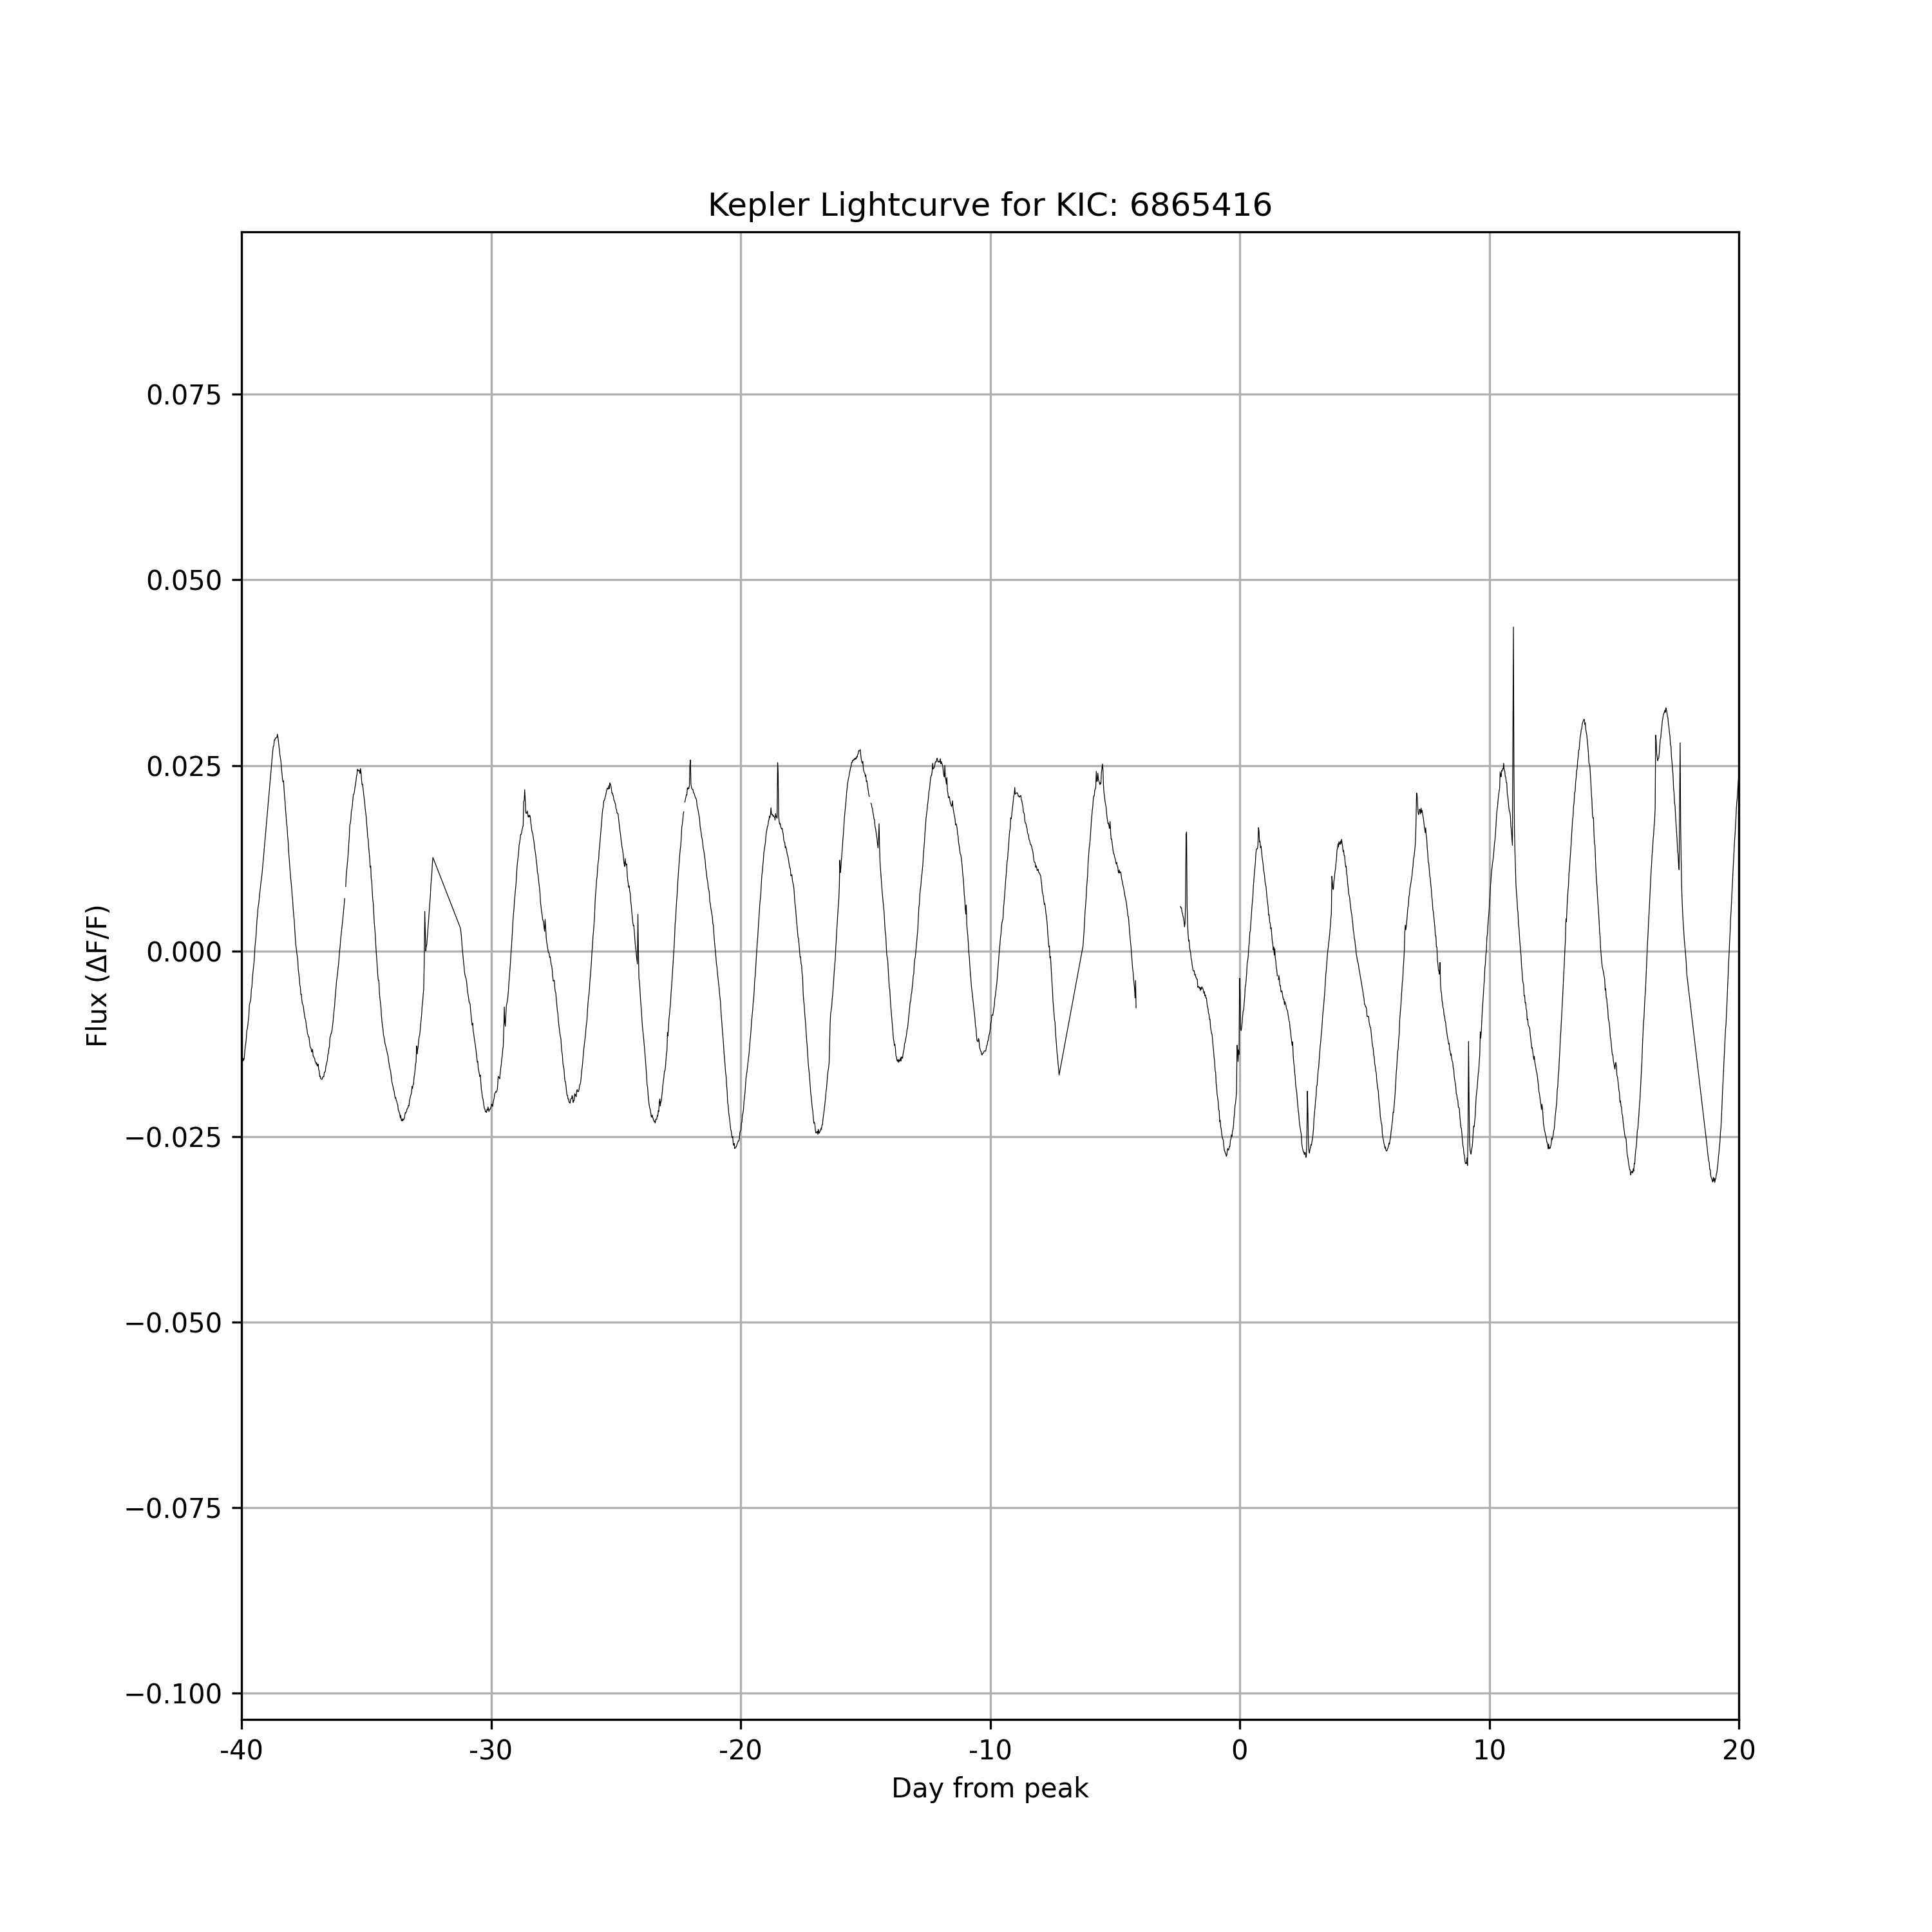 Kepler Lightcurve for KIC: 6865416
Flux (ΔF/F)
0.075
0.050
0.025
0.000
−0.025
−0.050
−0.075
−0.100
-40 -30 -20 -10 0 10 20
Day from peak